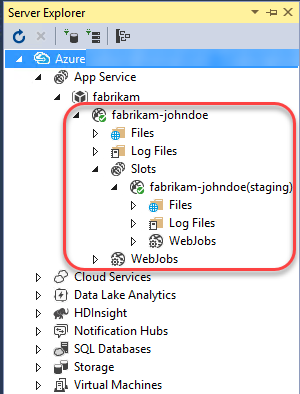 Server Explorer
Azure
App Service
fabrikam
fabrikam-johndoe
Files
Log Files
Slots
fabrikam-johndoe(staging)
Files
Log Files
WebJobs
WebJobs
Cloud Services
Data Lake Analytics
HDInsight
Notification Hubs
SQL Databases
Storage
Virtual Machines